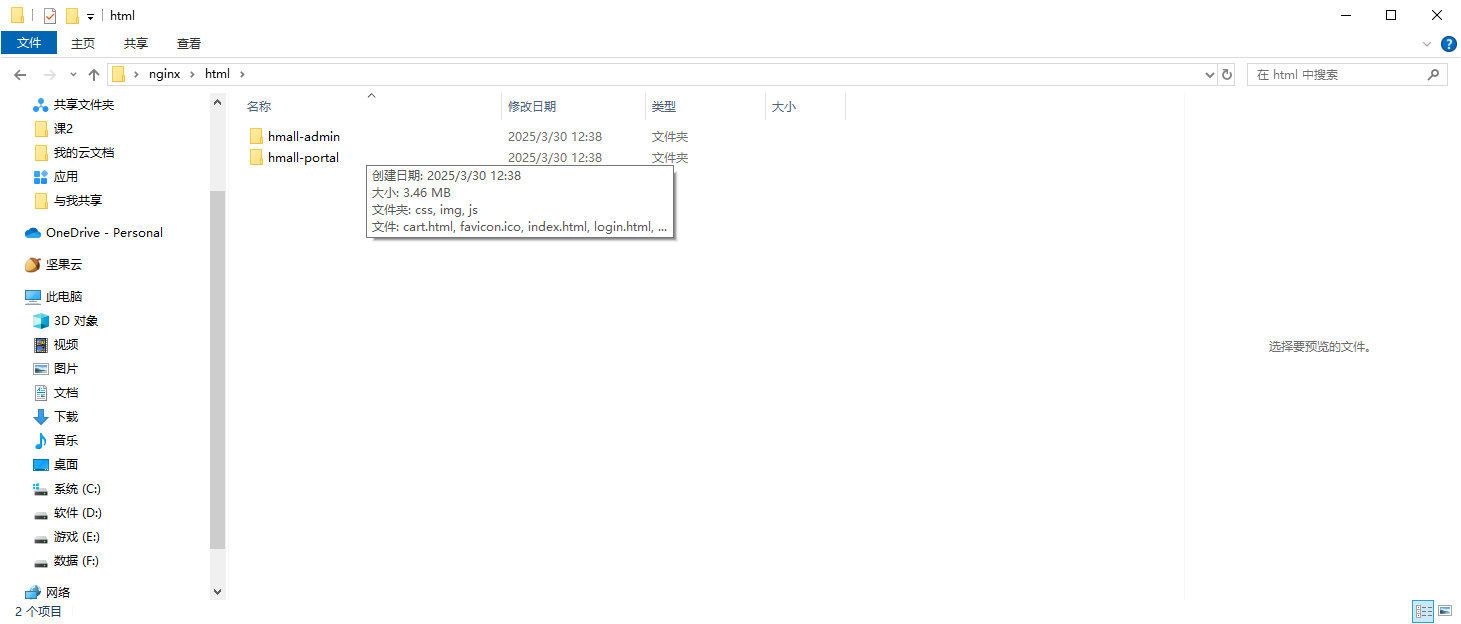 html
文件 主页 共享 查看
nginx html
在 html 中搜索
共享文件夹
课2
我的云文档
应用
与我共享
OneDrive - Personal
坚果云
此电脑
3D 对象
视频
图片
文档
下载
音乐
桌面
系统 (C:)
软件 (D:)
游戏 (E:)
数据 (F:)
网络
名称 修改日期 类型 大小
hmall-admin 2025/3/30 12:38 文件夹
hmall-portal 2025/3/30 12:38 文件夹
创建日期: 2025/3/30 12:38
大小: 3.46 MB
文件夹: css, img, js
文件: cart.html, favicon.ico, index.html, login.html, ...
选择要预览的文件。
2 个项目